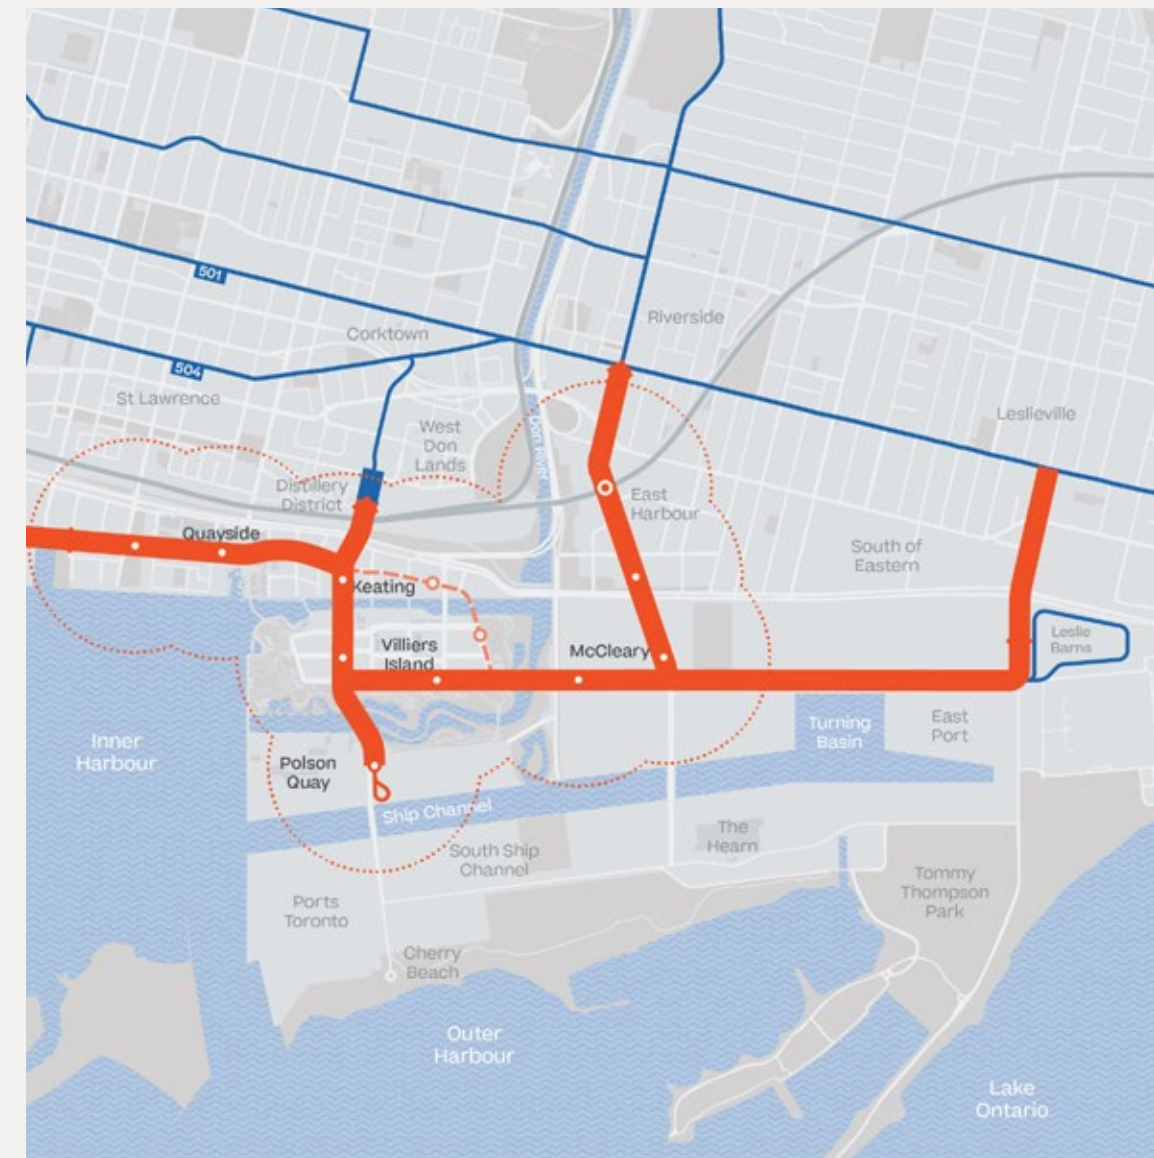 501
Riverside
Corktown
504
St Lawrence
Leslieville
West
Don
Lands
Don River
Distillery
District
East
Harbour
Quayside
South of
Eastern
Keating
Villiers
Island
McCleary
Leslie
Barns
Inner
Harbour
Turning
Basin
East
Port
Polson
Quay
Ship Channel
The
Hearn
South Ship
Channel
Tommy
Thompson
Park
Ports
Toronto
Cherry
Beach
Outer
Harbour
Lake
Ontario